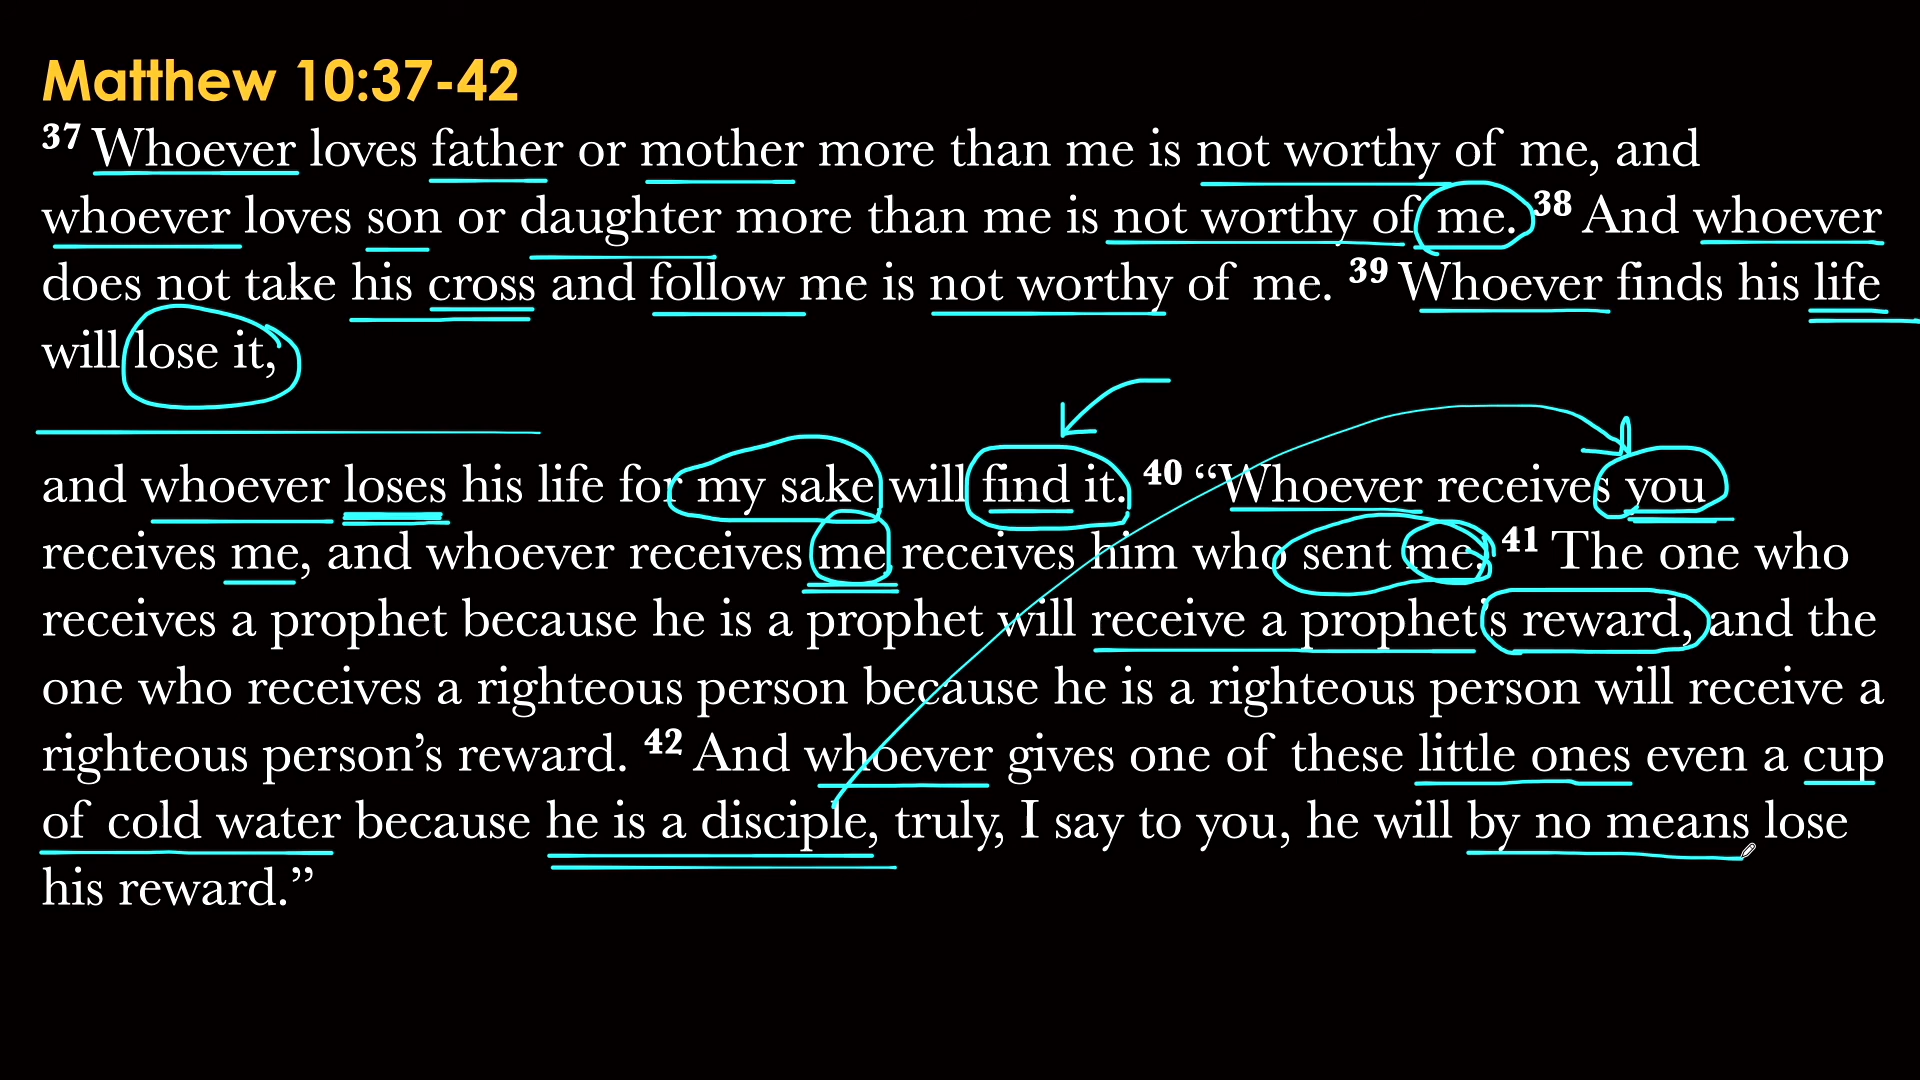 Matthew 10:37-42
37 Whoever loves father or mother more than me is not worthy of me, and
whoever loves son or daughter more than me is not worthy of me. 38 And whoever
does not take his cross and follow me is not worthy of me. 39 Whoever finds his life
will lose it,
and whoever loses his life for my sake will find it. 40 “Whoever receives you
receives me, and whoever receives me receives him who sent me. 41 The one who
receives a prophet because he is a prophet will receive a prophet’s reward, and the
one who receives a righteous person because he is a righteous person will receive a
righteous person’s reward. 42 And whoever gives one of these little ones even a cup
of cold water because he is a disciple, truly, I say to you, he will by no means lose
his reward.”